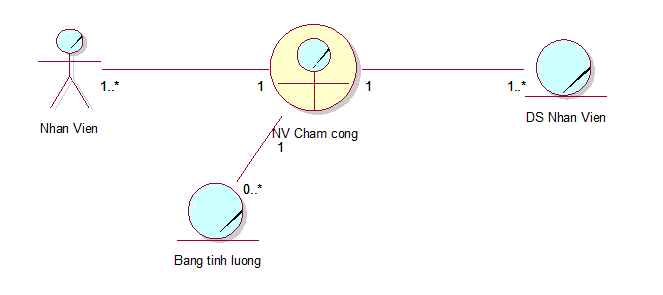 1..*
1
1
1..*
Nhan Vien
NV Cham cong
DS Nhan Vien
1
0..*
Bang tinh luong